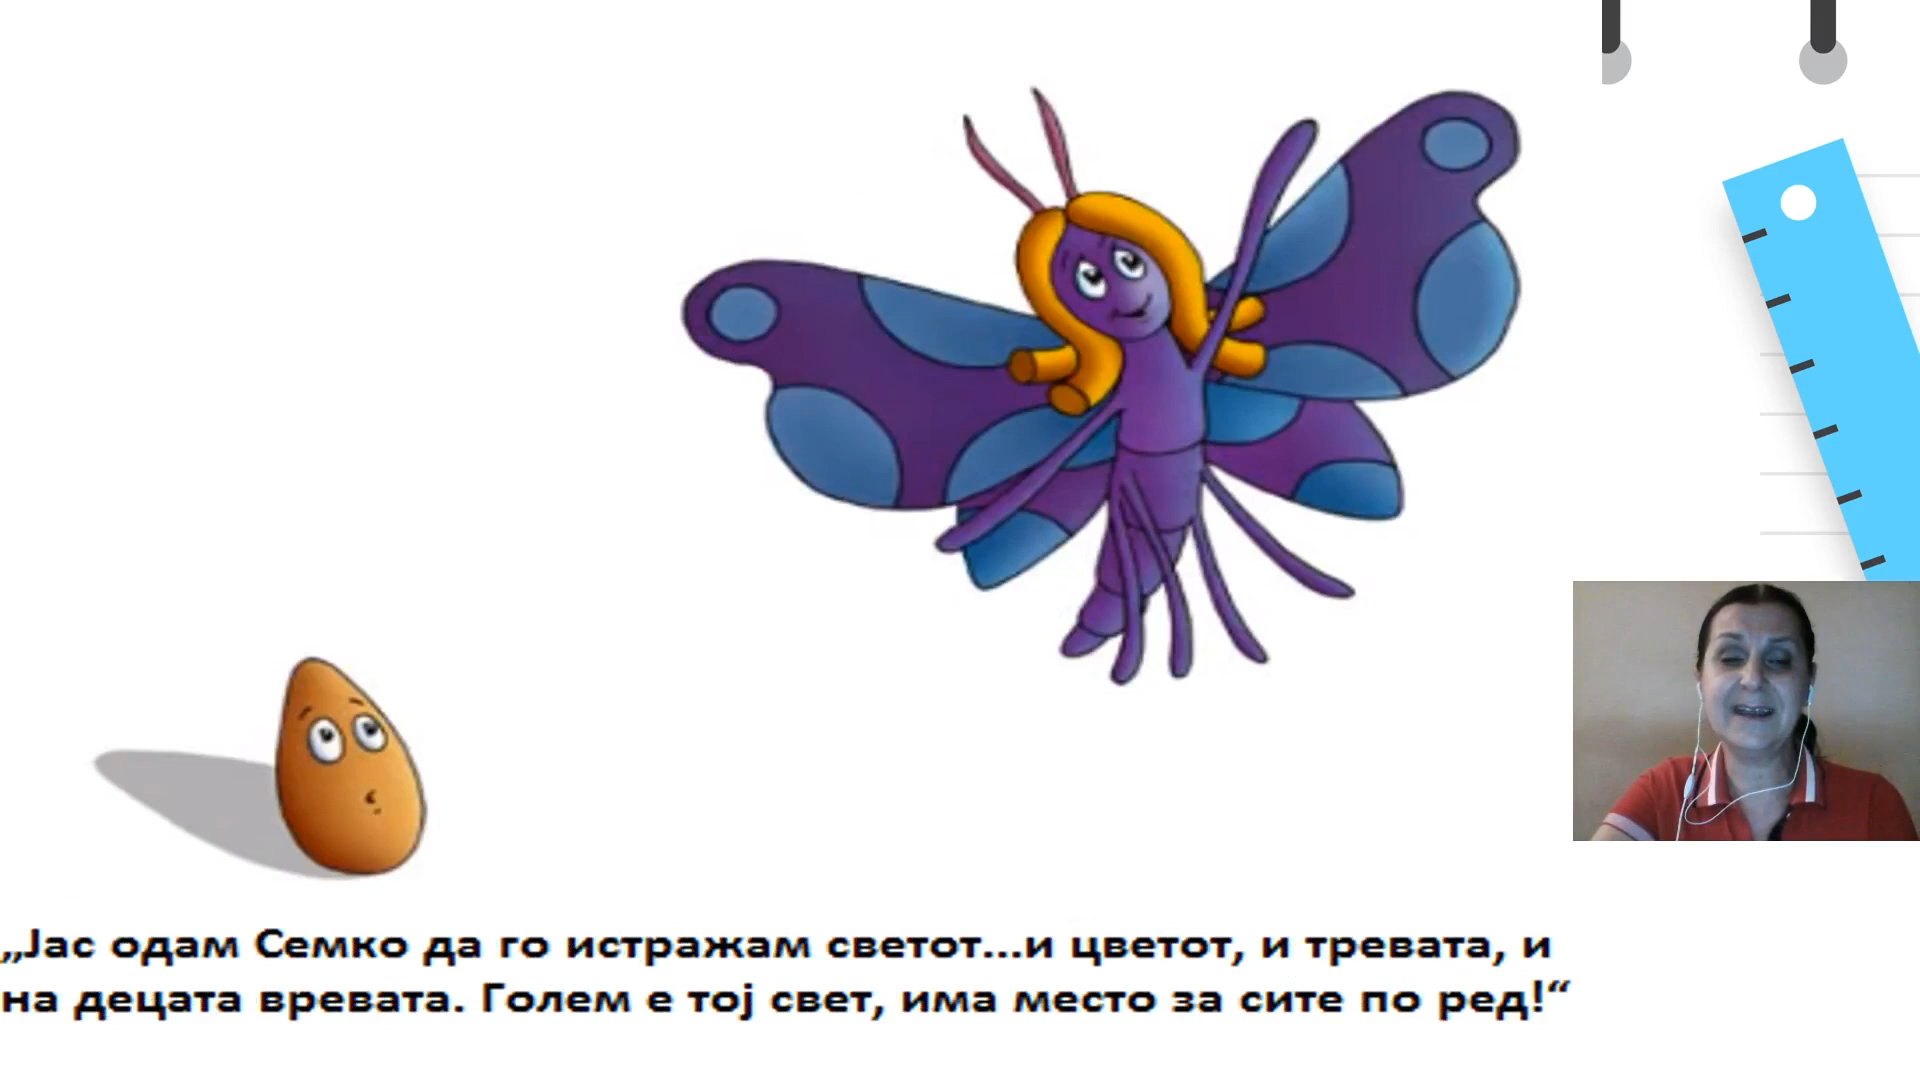 „Јас одам Семко да го истражам светот...и цветот, и тревата, и
на децата вревата. Голем е тој свет, има место за сите по ред!“